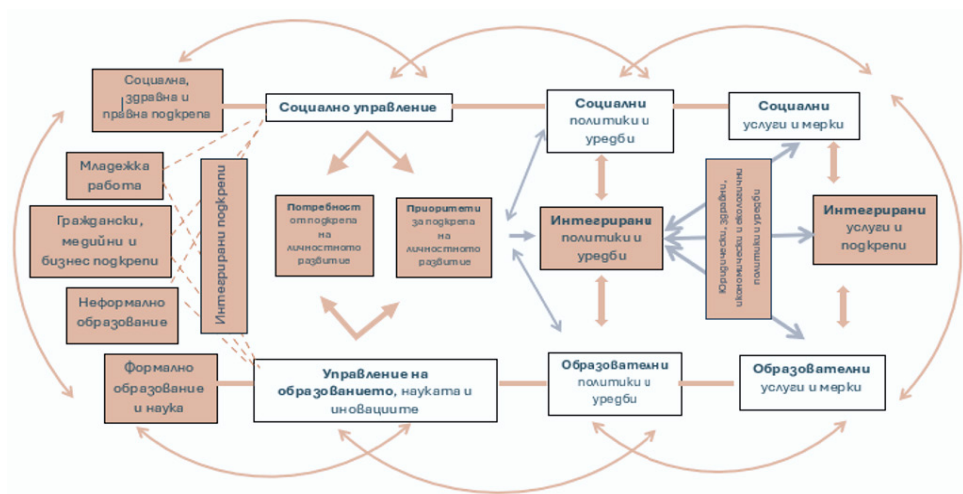 Социална,
здравна и
правна подкрепа
Социално управление
Социални
политики и
уредби
Социални
услуги и мерки
Младежка
работа
Граждански,
медийни и
бизнес подкрепи
Неформално
образование
Интегрирани подкрепи
Потребност
от подкрепа
на
личностното
развитие
Приоритети
за подкрепа
на
личностното
развитие
Интегрирани
политики и
уредби
Юридически, здравни,
икономически и екологични
политики и уредби
Интегрирани
услуги и
подкрепи
Формално
образование
и наука
Управление на
образованието, науката и
иновациите
Образователни
политики и
уредби
Образователни
услуги и мерки